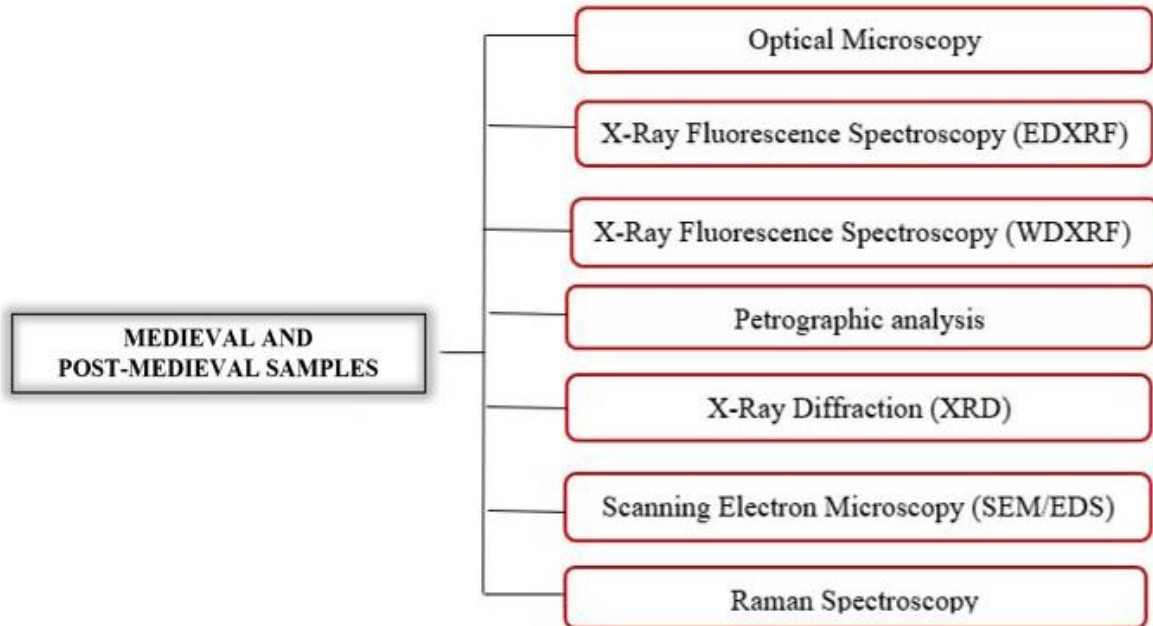 Optical Microscopy
X-Ray Fluorescence Spectroscopy (EDXRF)
X-Ray Fluorescence Spectroscopy (WDXRF)
MEDIEVAL AND
POST-MEDIEVAL SAMPLES
Petrographic analysis
X-Ray Diffraction (XRD)
Scanning Electron Microscopy (SEM/EDS)
Raman Spectroscopy